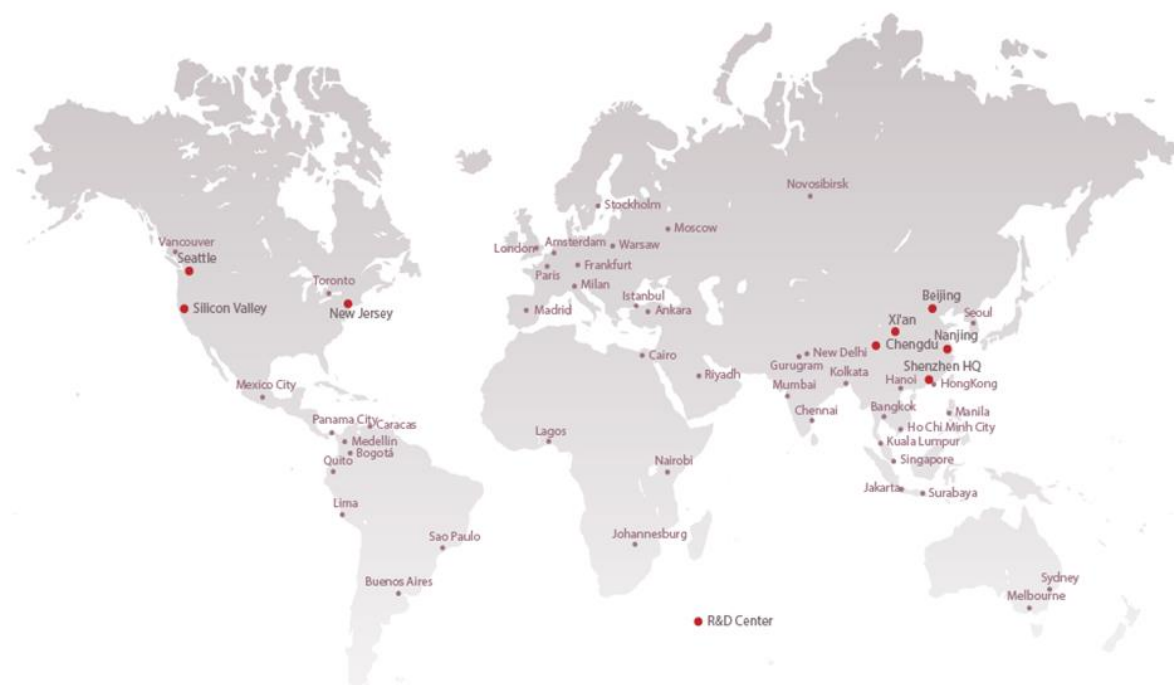 Novosibirsk
Stockholm
Moscow
Vancouver
London
Amsterdam
Warsaw
Seattle
Paris
Frankfurt
Toronto
Milan
Silicon Valley
New Jersey
Madrid
Istanbul
Ankara
Beijing
Seoul
Xi'an
Nanjing
Chengdu
Cairo
New Delhi
Gurugram
Shenzhen HQ
Riyadh
Kolkata
Hanoi
HongKong
Mexico City
Mumbai
Panama City
Caracas
Chennai
Bangkok
Manila
Medellin
Lagos
Ho Chi Minh City
Bogotá
Kuala Lumpur
Quito
Nairobi
Singapore
Jakarta
Surabaya
Lima
Sao Paulo
Johannesburg
Buenos Aires
Sydney
Melbourne
R&D Center